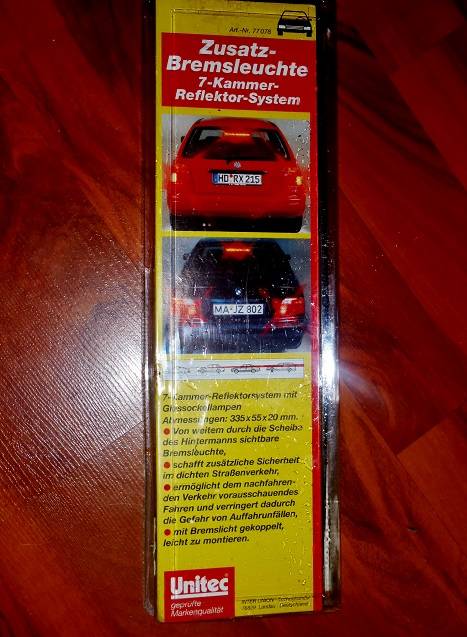 Art.-Nr. 77078
Zusatz-
Bremsleuchte
7-Kammer-
Reflektor-System
HD RX 215
MA-JZ 802
7-Kammer-Reflektorsystem mit
Glassockellampen
Abmessungen: 335x55x20 mm.
● Von weitem durch die Scheibe
des Hintermanns sichtbare
Bremsleuchte,
● schafft zusätzliche Sicherheit
im dichten Straßenverkehr,
● ermöglicht dem nachfahren-
den Verkehr vorausschauendes
Fahren und verringert dadurch
die Gefahr von Auffahrunfällen,
● mit Bremslicht gekoppelt,
leicht zu montieren.
Unitec
geprüfte
Markenqualität
INTER-UNION
76829 Landau · Deutschland